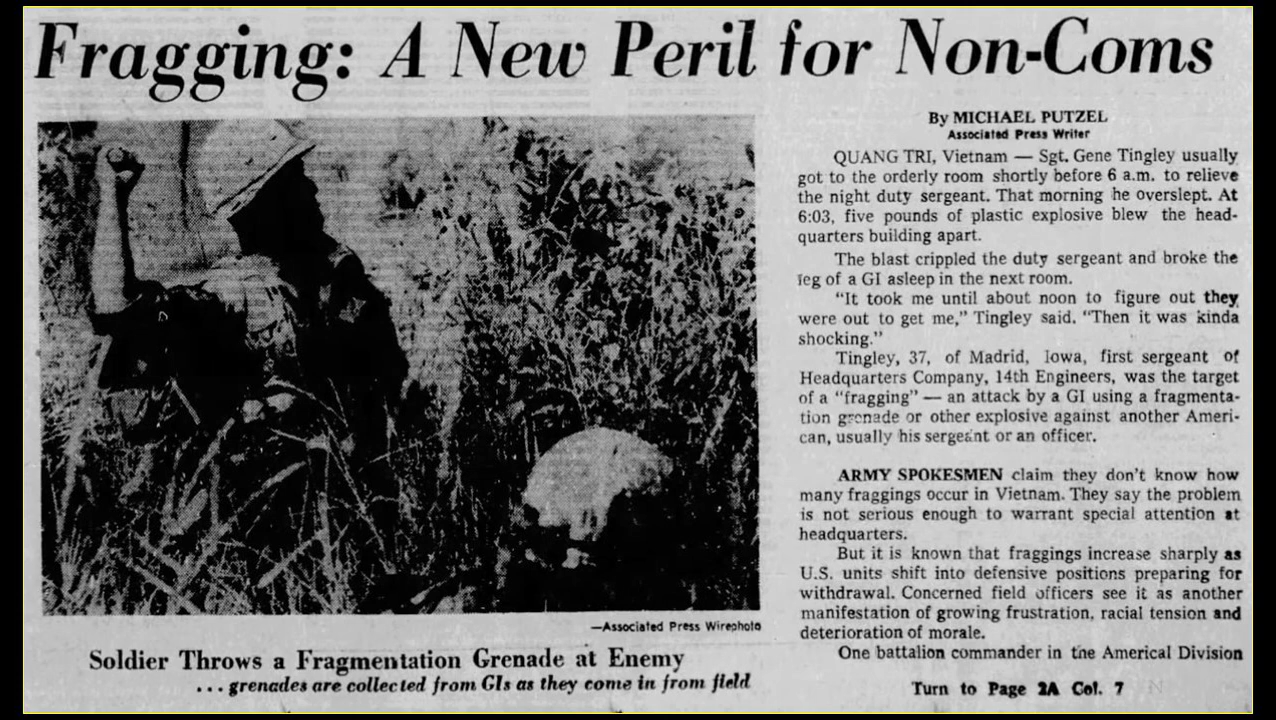 Fragging: A New Peril for Non-Coms
By MICHAEL PUTZEL
Associated Press Writer
QUANG TRI, Vietnam — Sgt. Gene Tingley usually
got to the orderly room shortly before 6 a.m. to relieve
the night duty sergeant. That morning he overslept. At
6:03, five pounds of plastic explosive blew the head-
quarters building apart.
The blast crippled the duty sergeant and broke the
leg of a GI asleep in the next room.
“It took me until about noon to figure out they
were out to get me,” Tingley said. “Then it was kinda
shocking.”
Tingley, 37, of Madrid, Iowa, first sergeant of
Headquarters Company, 14th Engineers, was the target
of a “fragging” — an attack by a GI using a fragmenta-
tion grenade or other explosive against another Ameri-
can, usually his sergeant or an officer.
ARMY SPOKESMEN claim they don't know how
many fraggings occur in Vietnam. They say the problem
is not serious enough to warrant special attention at
headquarters.
But it is known that fraggings increase sharply as
U.S. units shift into defensive positions preparing for
withdrawal. Concerned field officers see it as another
manifestation of growing frustration, racial tension and
deterioration of morale.
One battalion commander in the Americal Division
Turn to Page 2A Col. 7
—Associated Press Wirephoto
Soldier Throws a Fragmentation Grenade at Enemy
... grenades are collected from GIs as they come in from field